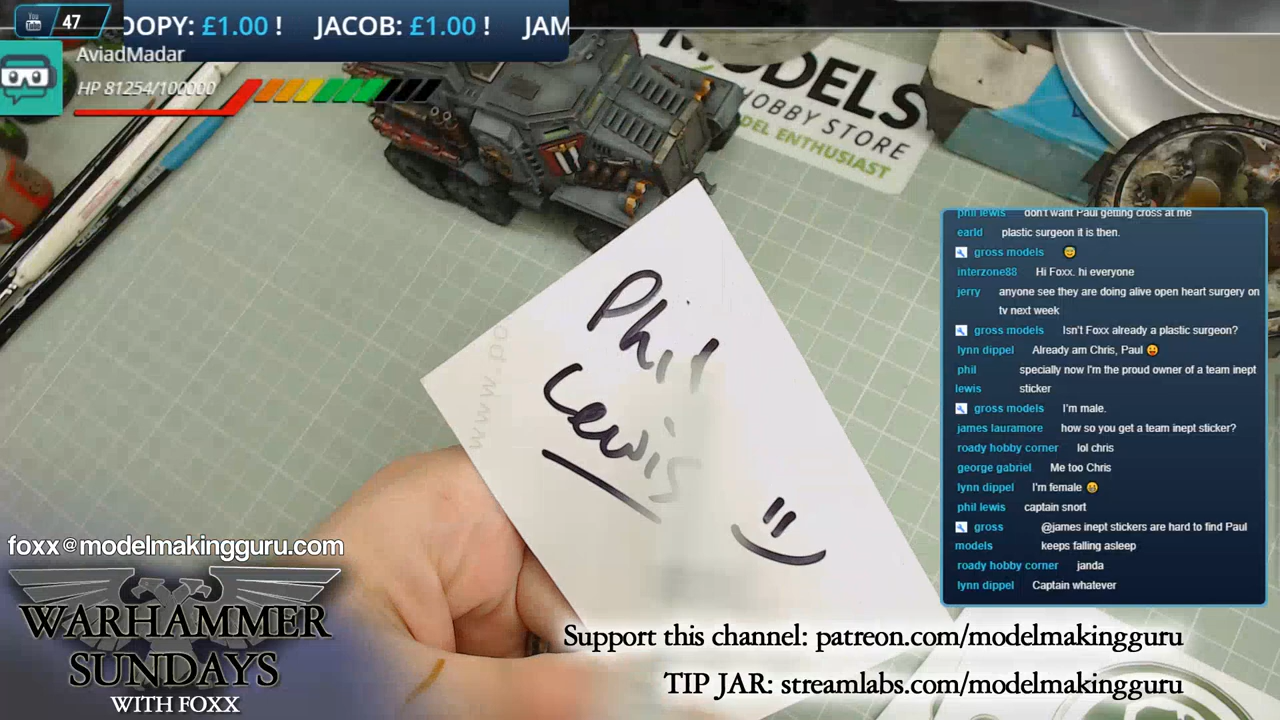 47
OOPY: £1.00 ! JACOB: £1.00 ! JAM
AviadMadar
HP 81254/100000
MODELS
HOBBY STORE
DEL ENTHUSIAST
Phil
Lewis
www.po
phil lewis don't want Paul getting cross at me
earld plastic surgeon it is then.
gross models
interzone88 Hi Foxx. hi everyone
jerry anyone see they are doing alive open heart surgery on
tv next week
gross models Isn't Foxx already a plastic surgeon?
lynn dippel Already am Chris, Paul
phil specially now I'm the proud owner of a team inept
lewis sticker
gross models I'm male.
james lauramore how so you get a team inept sticker?
roady hobby corner lol chris
george gabriel Me too Chris
lynn dippel I'm female
phil lewis captain snort
gross @james inept stickers are hard to find Paul
models keeps falling asleep
roady hobby corner janda
lynn dippel Captain whatever
foxx@modelmakingguru.com
WARHAMMER
SUNDAYS
WITH FOXX
Support this channel: patreon.com/modelmakingguru
TIP JAR: streamlabs.com/modelmakingguru